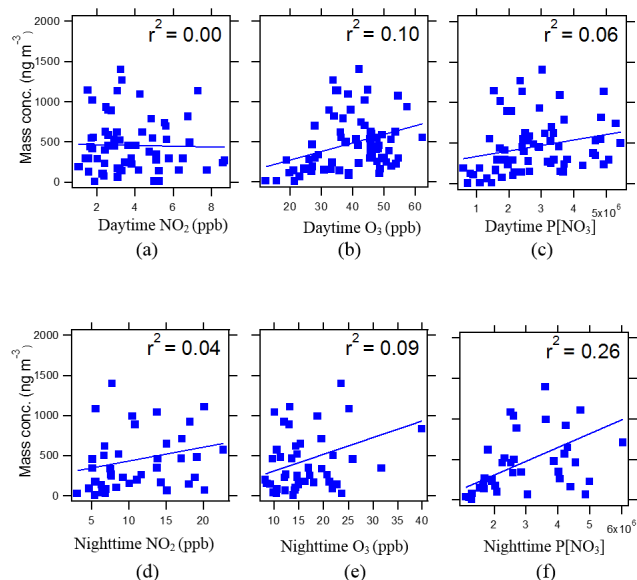 2000
1500
1000
500
0
Mass conc. (ng m⁻³)
r² = 0.00
r² = 0.10
r² = 0.06
2 4 6 8
20 30 40 50 60
1 2 3 4 5x10⁶
Daytime NO₂ (ppb)
Daytime O₃ (ppb)
Daytime P[NO₃]
(a)
(b)
(c)
2000
1500
1000
500
0
Mass conc. (ng m⁻³)
r² = 0.04
r² = 0.09
r² = 0.26
5 10 15 20
10 15 20 25 30 35 40
2 3 4 5 6x10⁶
Nighttime NO₂ (ppb)
Nighttime O₃ (ppb)
Nighttime P[NO₃]
(d)
(e)
(f)